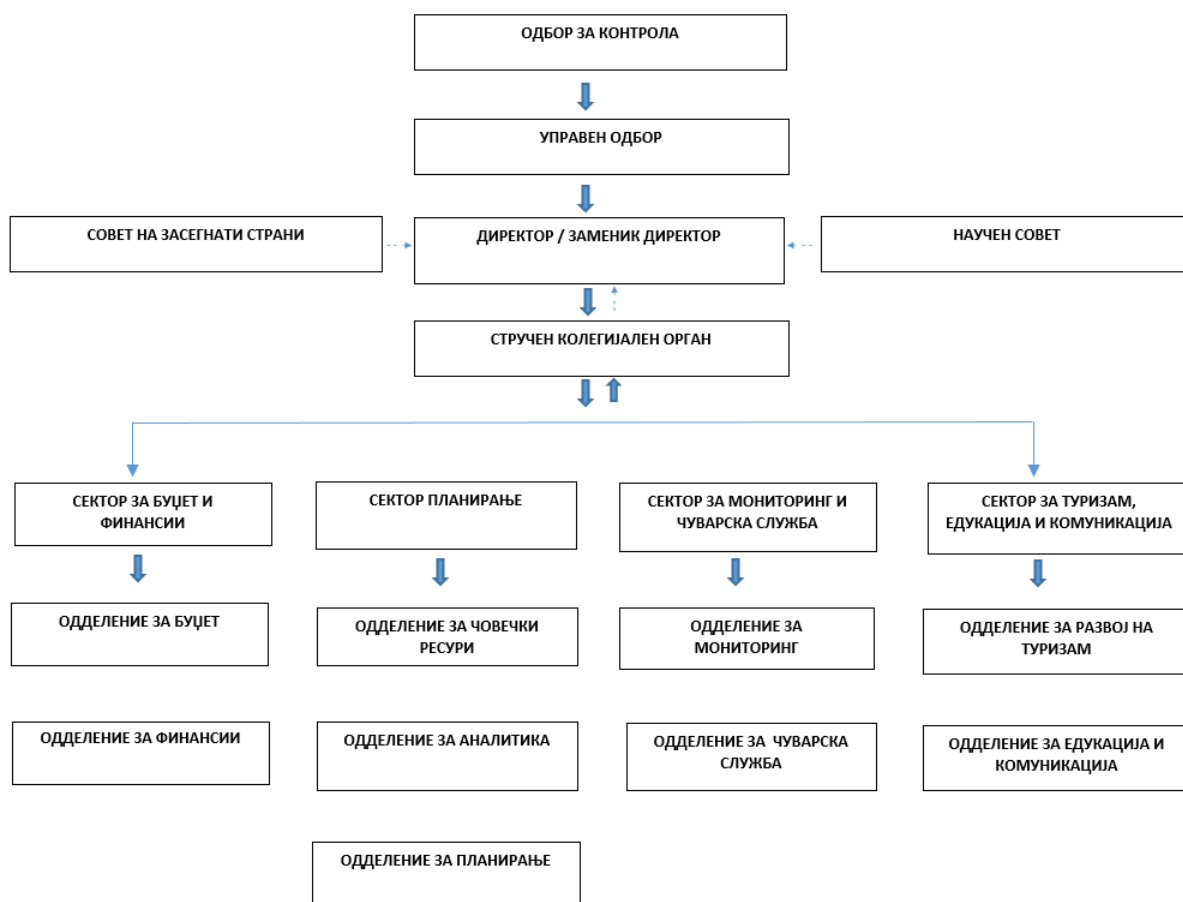 ОДБОР ЗА КОНТРОЛА
УПРАВЕН ОДБОР
СОВЕТ НА ЗАСЕГНАТИ СТРАНИ
ДИРЕКТОР / ЗАМЕНИК ДИРЕКТОР
НАУЧЕН СОВЕТ
СТРУЧЕН КОЛЕГИЈАЛЕН ОРГАН
СЕКТОР ЗА БУЏЕТ И
ФИНАНСИИ
СЕКТОР ПЛАНИРАЊЕ
СЕКТОР ЗА МОНИТОРИНГ И
ЧУВАРСКА СЛУЖБА
СЕКТОР ЗА ТУРИЗАМ,
ЕДУКАЦИЈА И КОМУНИКАЦИЈА
ОДДЕЛЕНИЕ ЗА БУЏЕТ
ОДДЕЛЕНИЕ ЗА ЧОВЕЧКИ
РЕСУРИ
ОДДЕЛЕНИЕ ЗА
МОНИТОРИНГ
ОДДЕЛЕНИЕ ЗА РАЗВОЈ НА
ТУРИЗАМ
ОДДЕЛЕНИЕ ЗА ФИНАНСИИ
ОДДЕЛЕНИЕ ЗА АНАЛИТИКА
ОДДЕЛЕНИЕ ЗА ЧУВАРСКА
СЛУЖБА
ОДДЕЛЕНИЕ ЗА ЕДУКАЦИЈА И
КОМУНИКАЦИЈА
ОДДЕЛЕНИЕ ЗА ПЛАНИРАЊЕ